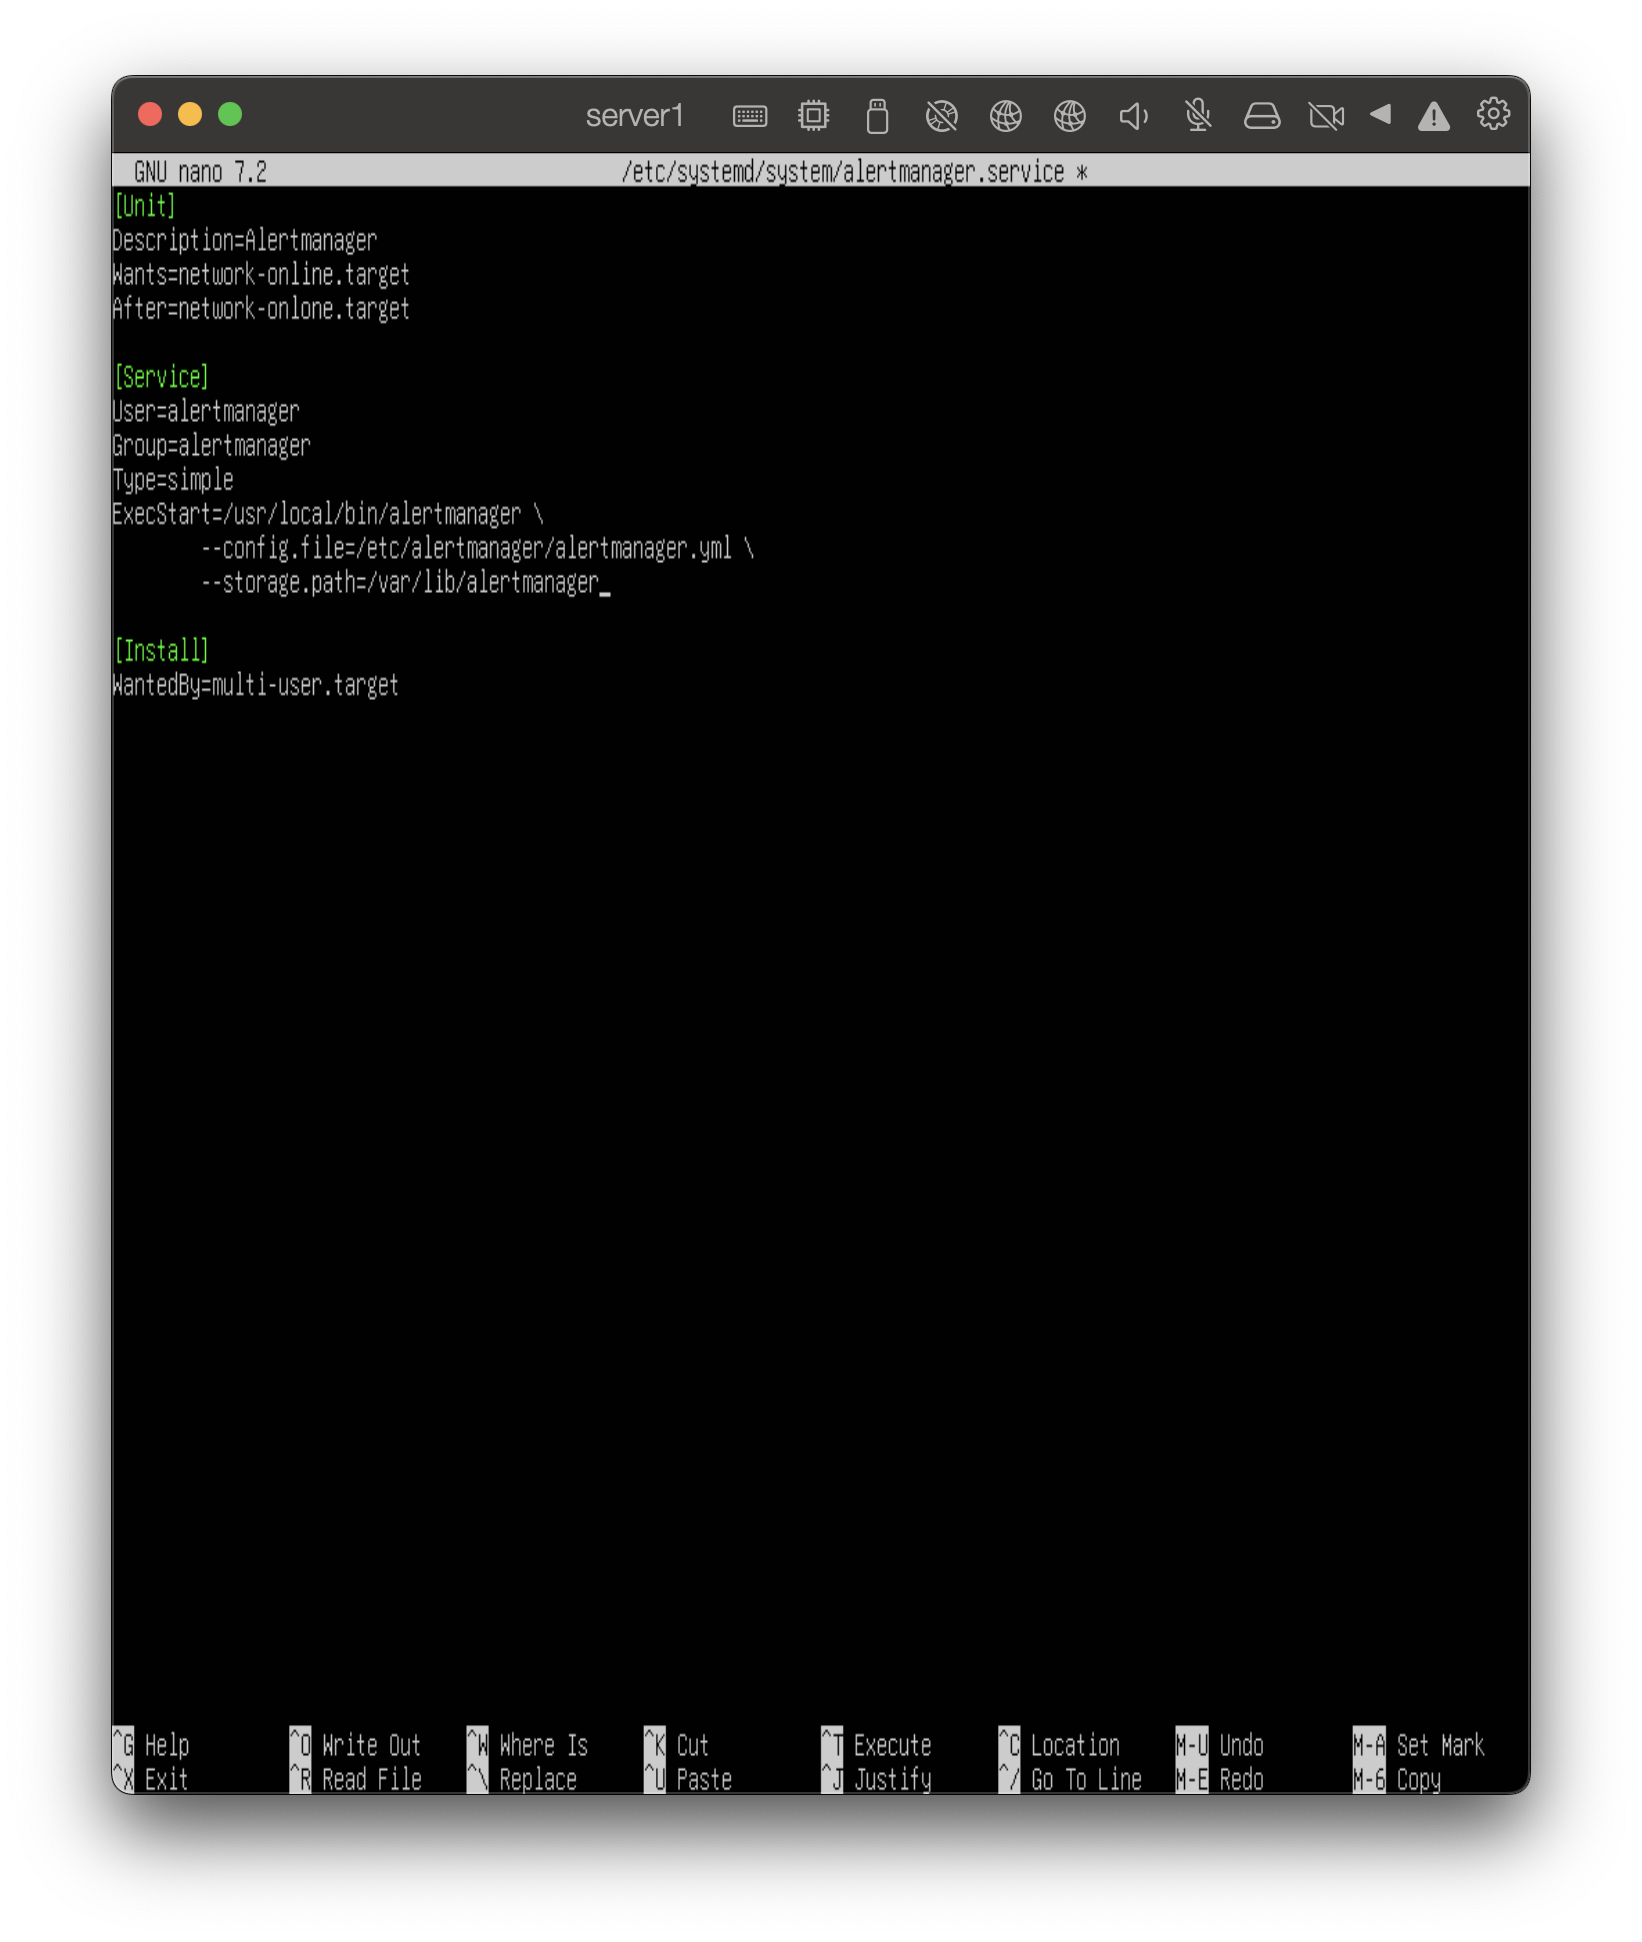 server1
GNU nano 7.2 /etc/systemd/system/alertmanager.service *
[Unit]
Description=Alertmanager
Wants=network-online.target
After=network-onlone.target
[Service]
User=alertmanager
Group=alertmanager
Type=simple
ExecStart=/usr/local/bin/alertmanager \
--config.file=/etc/alertmanager/alertmanager.yml \
--storage.path=/var/lib/alertmanager
[Install]
WantedBy=multi-user.target
^G Help ^O Write Out ^W Where Is ^K Cut ^T Execute ^C Location M-U Undo M-A Set Mark
^X Exit ^R Read File ^\ Replace ^U Paste ^J Justify ^/ Go To Line M-E Redo M-6 Copy